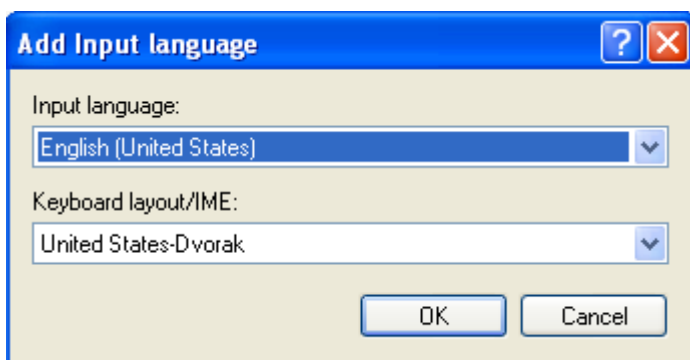 Add Input language
Input language:
English (United States)
Keyboard layout/IME:
United States-Dvorak
OK Cancel